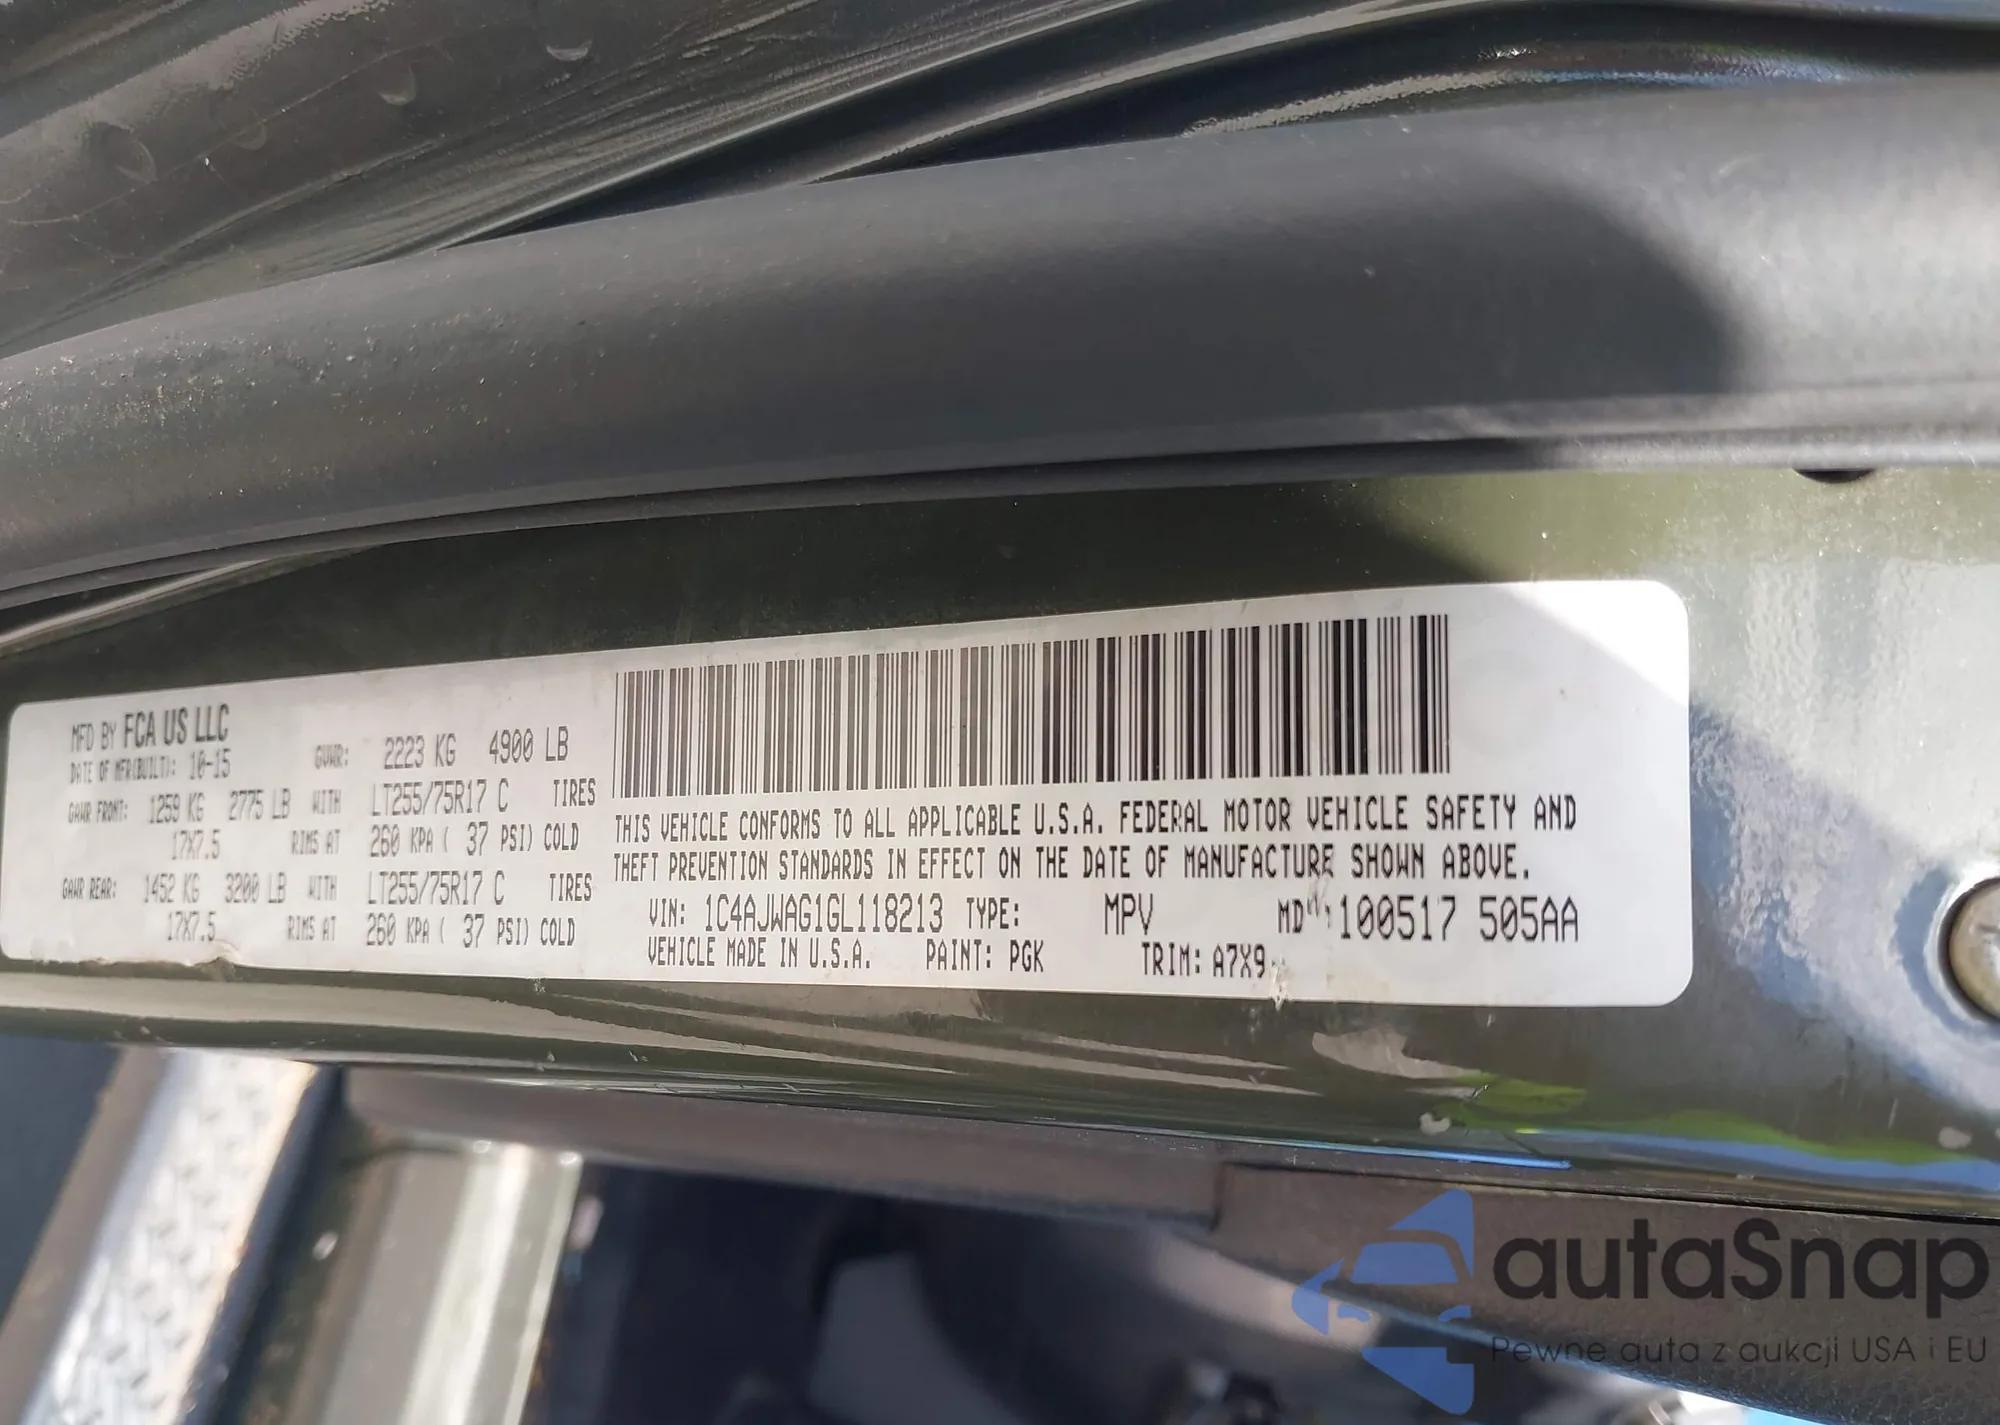 MFD BY FCA US LLC
DATE OF MFR(BUILT): 10-15 GVWR: 2223 KG 4900 LB
GAWR FRONT: 1259 KG 2775 LB WITH LT255/75R17 C TIRES
17X7.5 RIMS AT 260 KPA ( 37 PSI) COLD
GAWR REAR: 1452 KG 3200 LB WITH LT255/75R17 C TIRES
17X7.5 RIMS AT 260 KPA ( 37 PSI) COLD
THIS VEHICLE CONFORMS TO ALL APPLICABLE U.S.A. FEDERAL MOTOR VEHICLE SAFETY AND
THEFT PREVENTION STANDARDS IN EFFECT ON THE DATE OF MANUFACTURE SHOWN ABOVE.
VIN: 1C4AJWAG1GL118213 TYPE: MPV MDH:100517 505AA
VEHICLE MADE IN U.S.A. PAINT: PGK TRIM: A7X9
autaSnap
Pewne auta z aukcji USA i EU